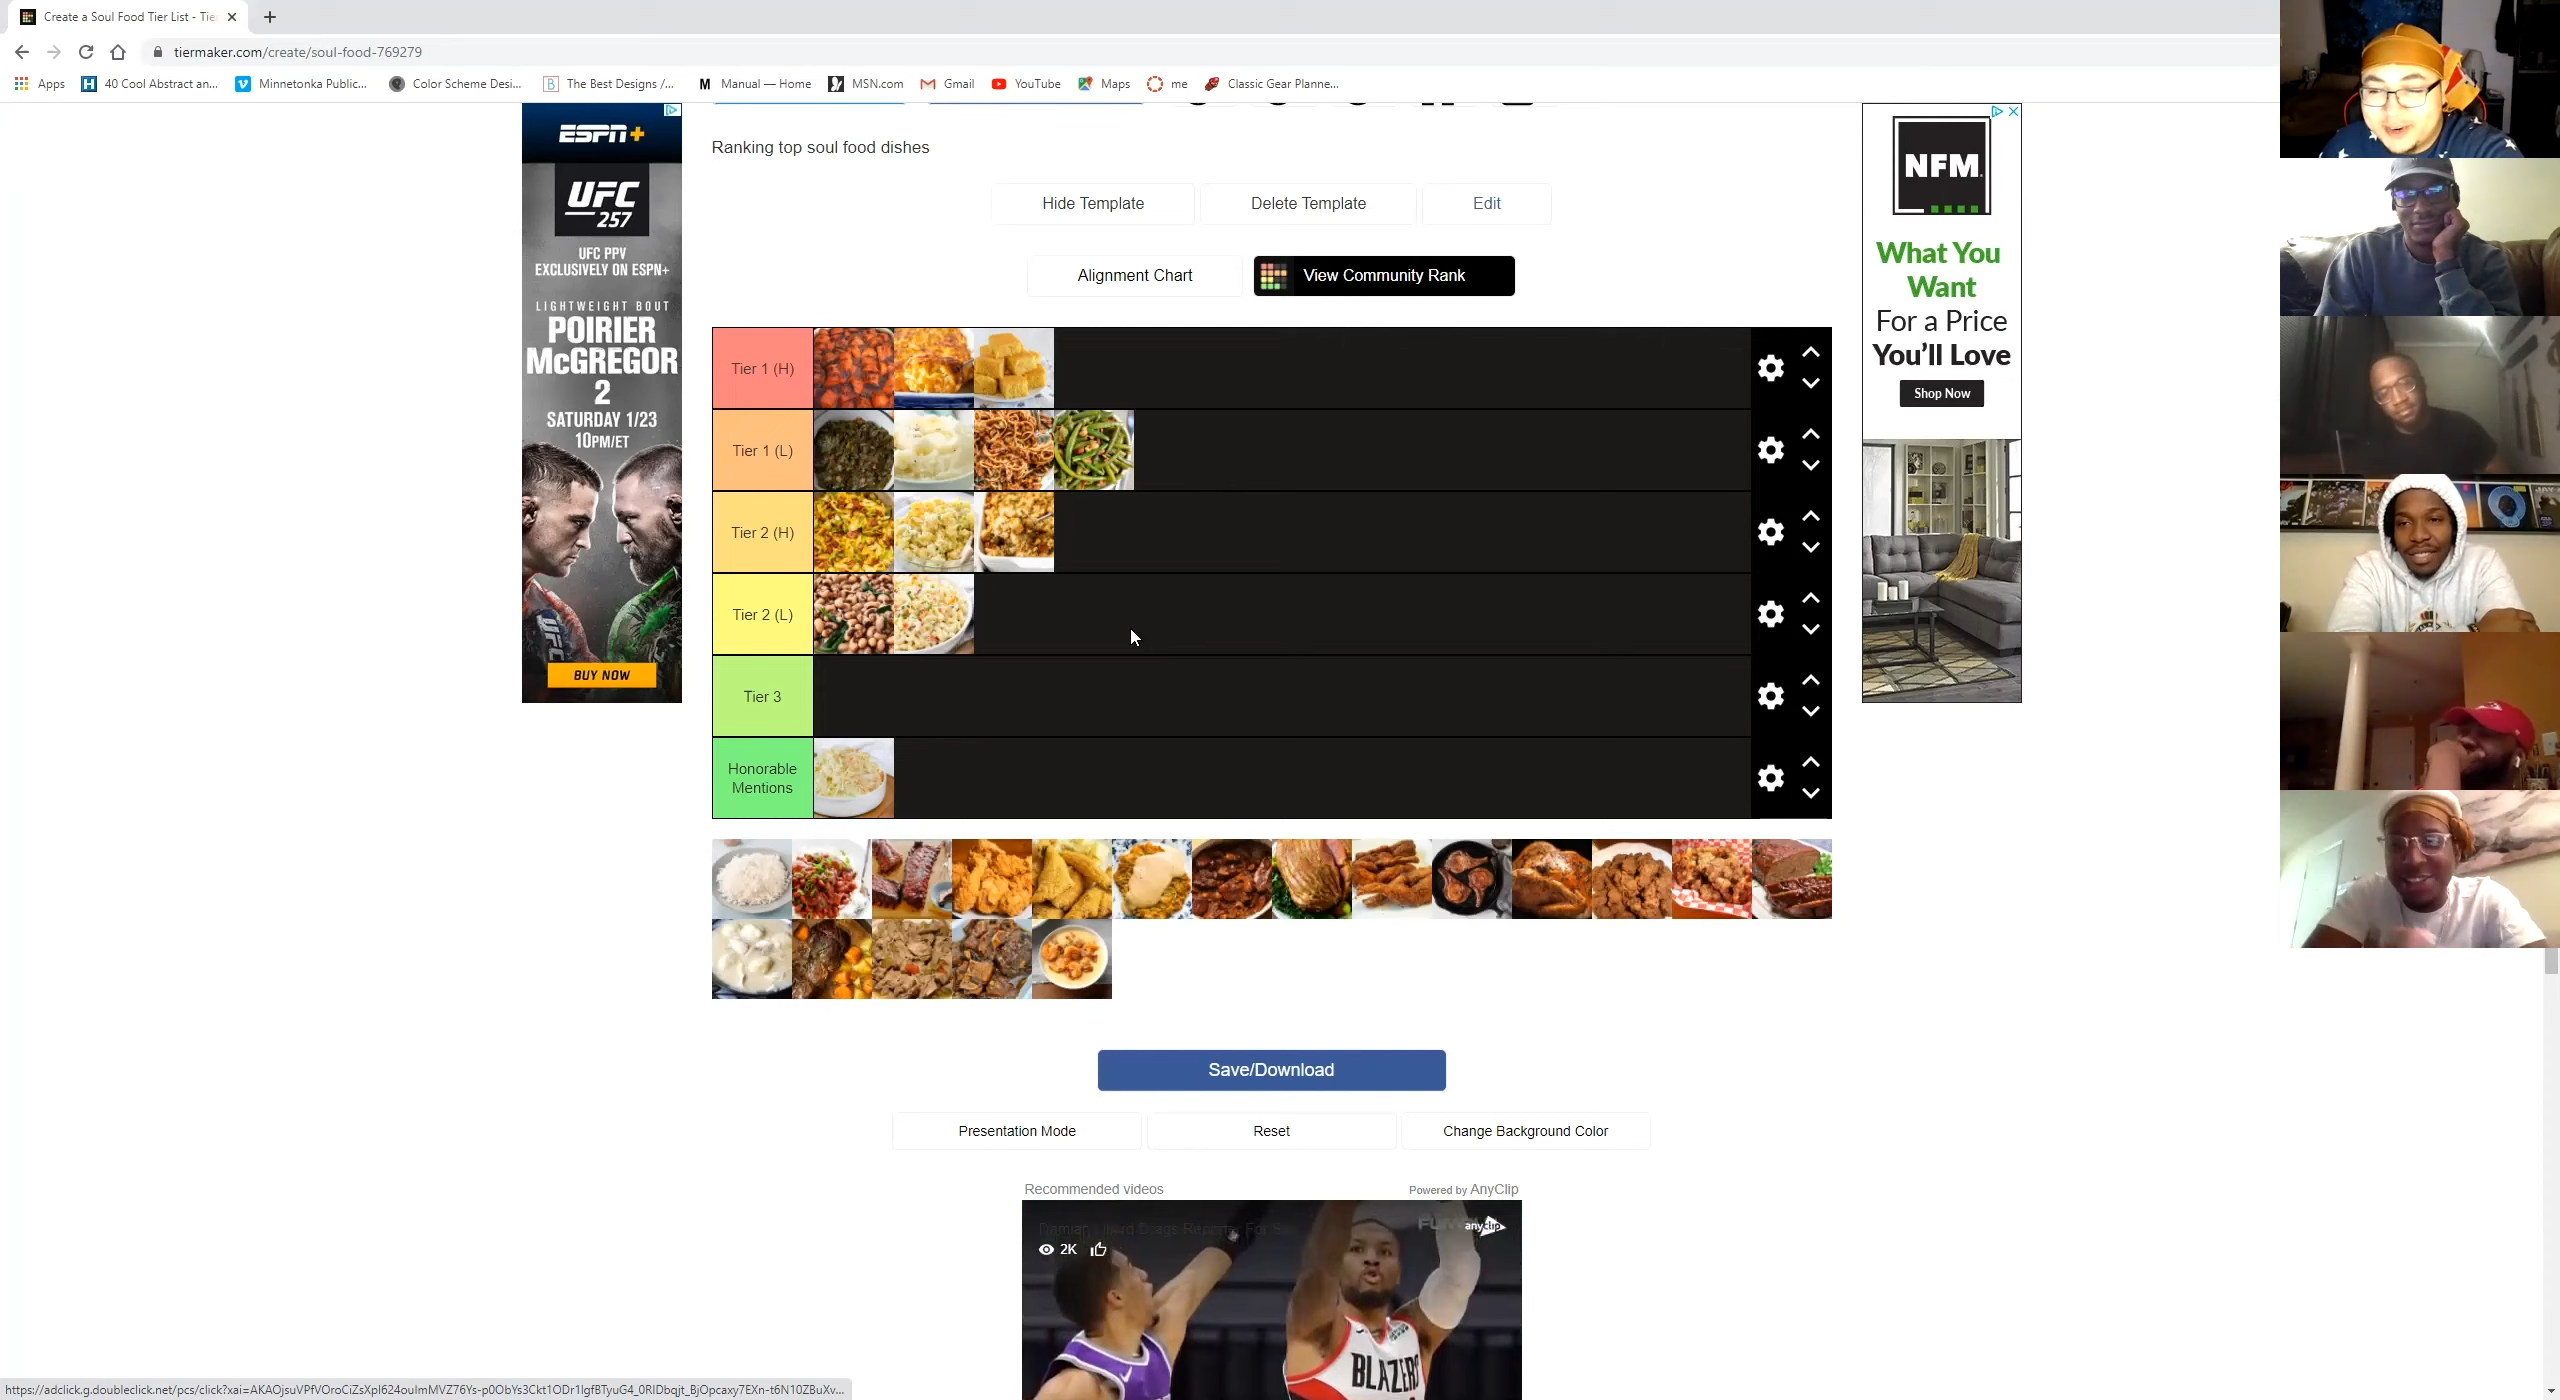 Create a Soul Food Tier List - Tie
tiermaker.com/create/soul-food-769279
Apps
40 Cool Abstract an...
Minnetonka Public...
Color Scheme Desi...
The Best Designs /...
Manual — Home
MSN.com
Gmail
YouTube
Maps
me
Classic Gear Planne...
ESPN+
UFC
257
UFC PPV
EXCLUSIVELY ON ESPN+
LIGHTWEIGHT BOUT
POIRIER
McGREGOR
2
SATURDAY 1/23
10PM/ET
UFC
BUY NOW
Ranking top soul food dishes
Hide Template
Delete Template
Edit
Alignment Chart
View Community Rank
Tier 1 (H)
Tier 1 (L)
Tier 2 (H)
Tier 2 (L)
Tier 3
Honorable
Mentions
NFM
What You
Want
For a Price
You'll Love
Shop Now
Save/Download
Presentation Mode
Reset
Change Background Color
Recommended videos
Powered by AnyClip
anyclip
2K
BLAZERS